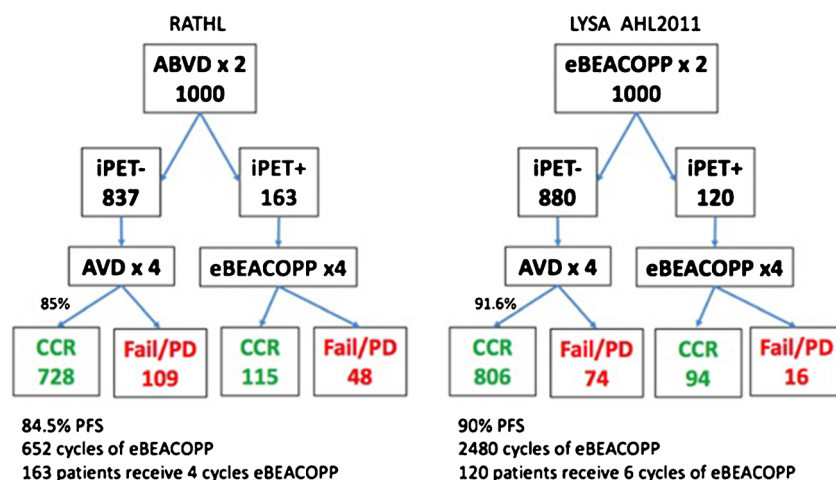 RATHL
ABVD x 2
1000
iPET-
837
iPET+
163
AVD x 4
eBEACOPP x4
85%
CCR
728
Fail/PD
109
CCR
115
Fail/PD
48
84.5% PFS
652 cycles of eBEACOPP
163 patients receive 4 cycles eBEACOPP
LYSA AHL2011
eBEACOPP x 2
1000
iPET-
880
iPET+
120
AVD x 4
eBEACOPP x4
91.6%
CCR
806
Fail/PD
74
CCR
94
Fail/PD
16
90% PFS
2480 cycles of eBEACOPP
120 patients receive 6 cycles of eBEACOPP